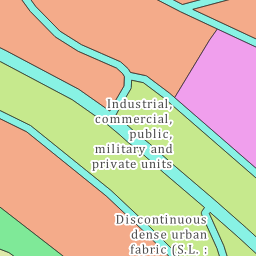 Industrial,
commercial,
public,
military and
private units
Discontinuous
dense urban
fabric (S.L. :